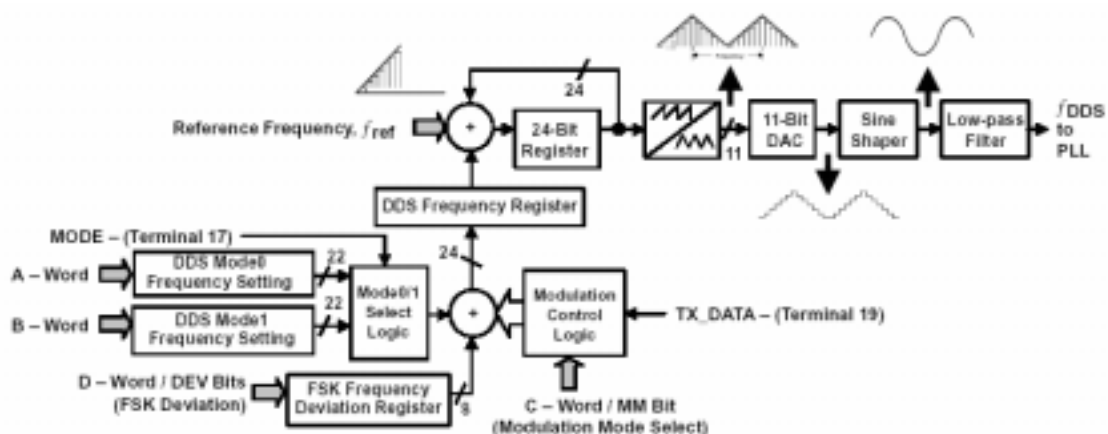 24
Reference Frequency, fref
+
24-Bit
Register
11
11-Bit
DAC
Sine
Shaper
Low-pass
Filter
fDDS
to
PLL
DDS Frequency Register
MODE – (Terminal 17)
24
A – Word
DDS Mode0
Frequency Setting
22
B – Word
DDS Mode1
Frequency Setting
22
Mode0/1
Select
Logic
+
Modulation
Control
Logic
TX_DATA – (Terminal 19)
D – Word / DEV Bits
(FSK Deviation)
FSK Frequency
Deviation Register
8
C – Word / MM Bit
(Modulation Mode Select)